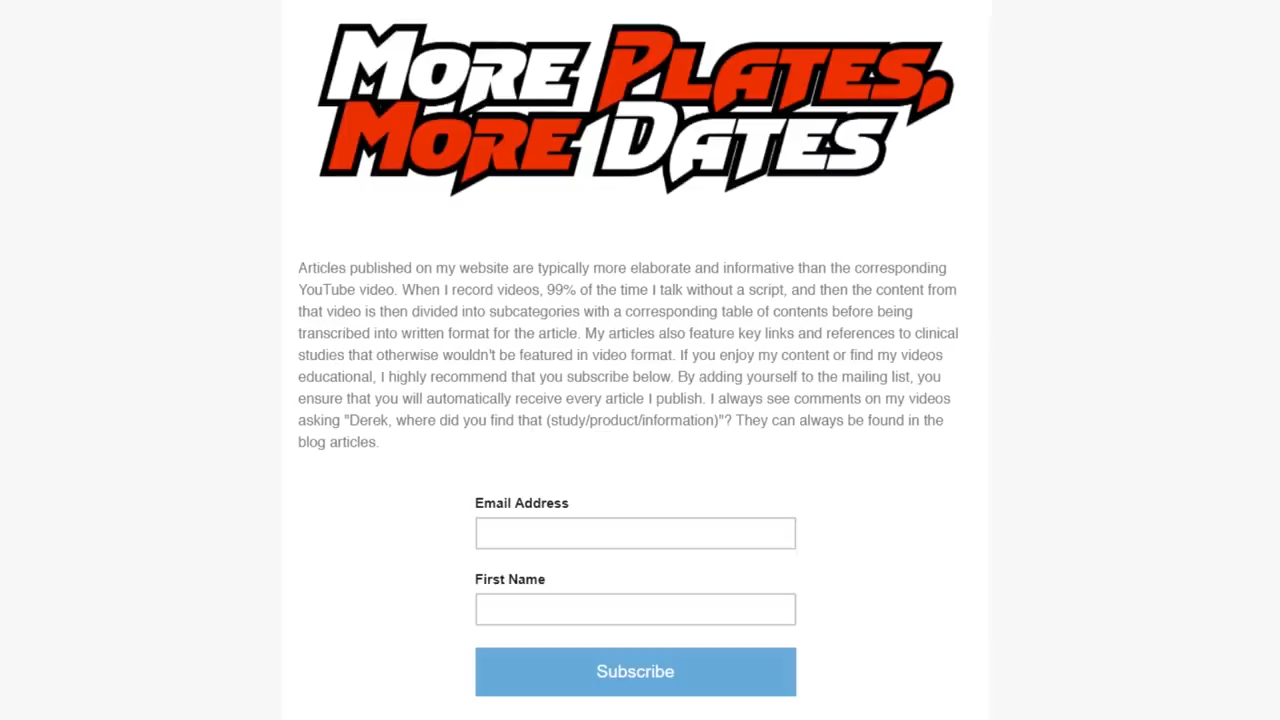 More Plates,
More Dates
Articles published on my website are typically more elaborate and informative than the corresponding
YouTube video. When I record videos, 99% of the time I talk without a script, and then the content from
that video is then divided into subcategories with a corresponding table of contents before being
transcribed into written format for the article. My articles also feature key links and references to clinical
studies that otherwise wouldn't be featured in video format. If you enjoy my content or find my videos
educational, I highly recommend that you subscribe below. By adding yourself to the mailing list, you
ensure that you will automatically receive every article I publish. I always see comments on my videos
asking "Derek, where did you find that (study/product/information)"? They can always be found in the
blog articles.
Email Address
First Name
Subscribe